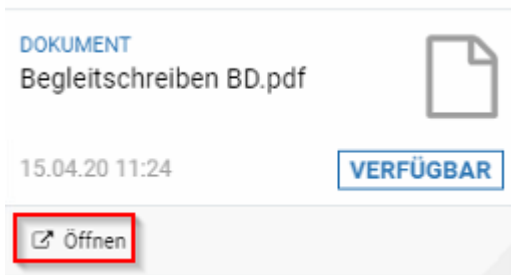 DOKUMENT
Begleitschreiben BD.pdf
15.04.20 11:24 VERFÜGBAR
Öffnen